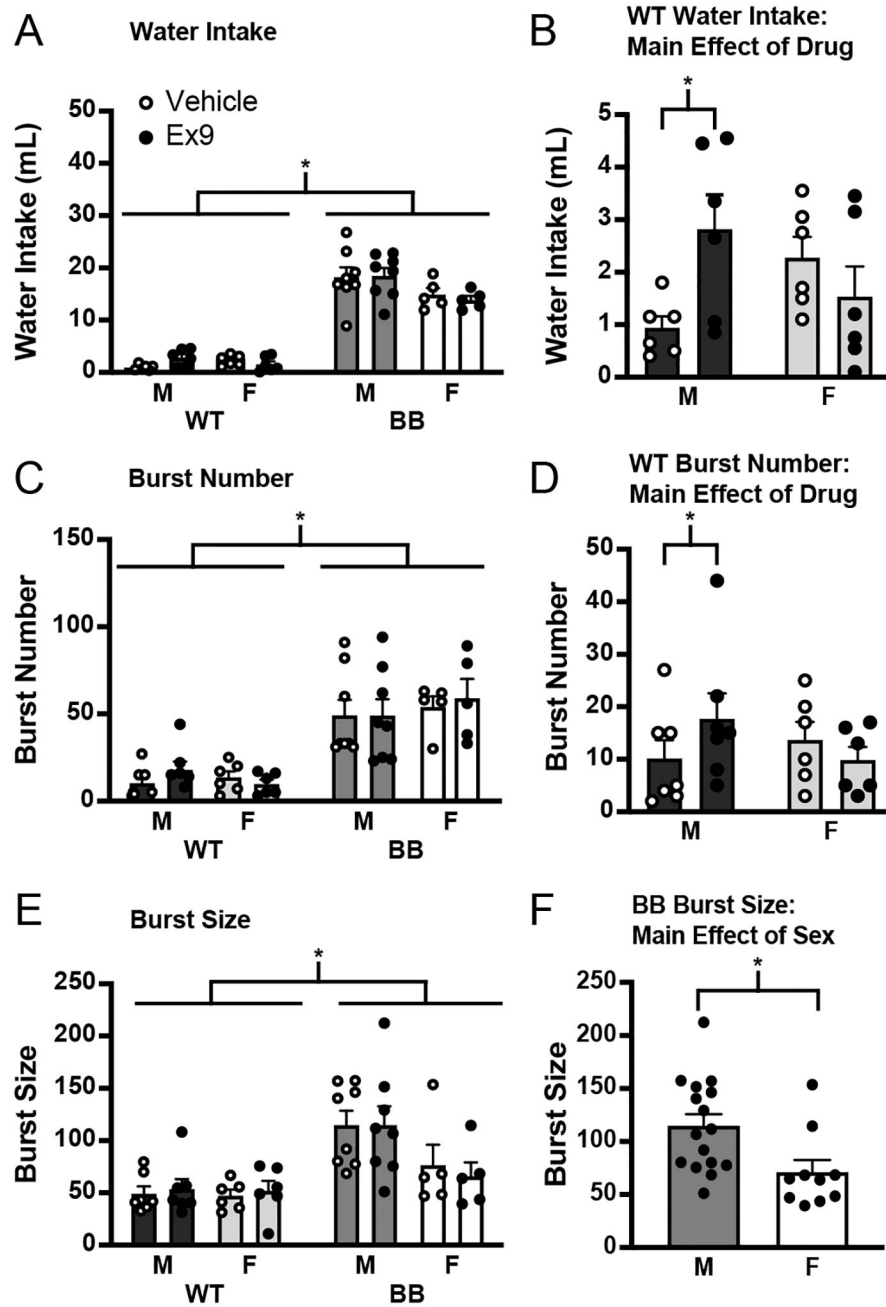 A
Water Intake
Vehicle
Ex9
Water Intake (mL)
50
40
30
20
10
0
*
M
F
M
F
WT
BB
B
WT Water Intake:
Main Effect of Drug
Water Intake (mL)
5
4
3
2
1
0
*
M
F
C
Burst Number
Burst Number
150
100
50
0
*
M
F
M
F
WT
BB
D
WT Burst Number:
Main Effect of Drug
Burst Number
50
40
30
20
10
0
*
M
F
E
Burst Size
Burst Size
250
200
150
100
50
0
*
M
F
M
F
WT
BB
F
BB Burst Size:
Main Effect of Sex
Burst Size
250
200
150
100
50
0
*
M
F